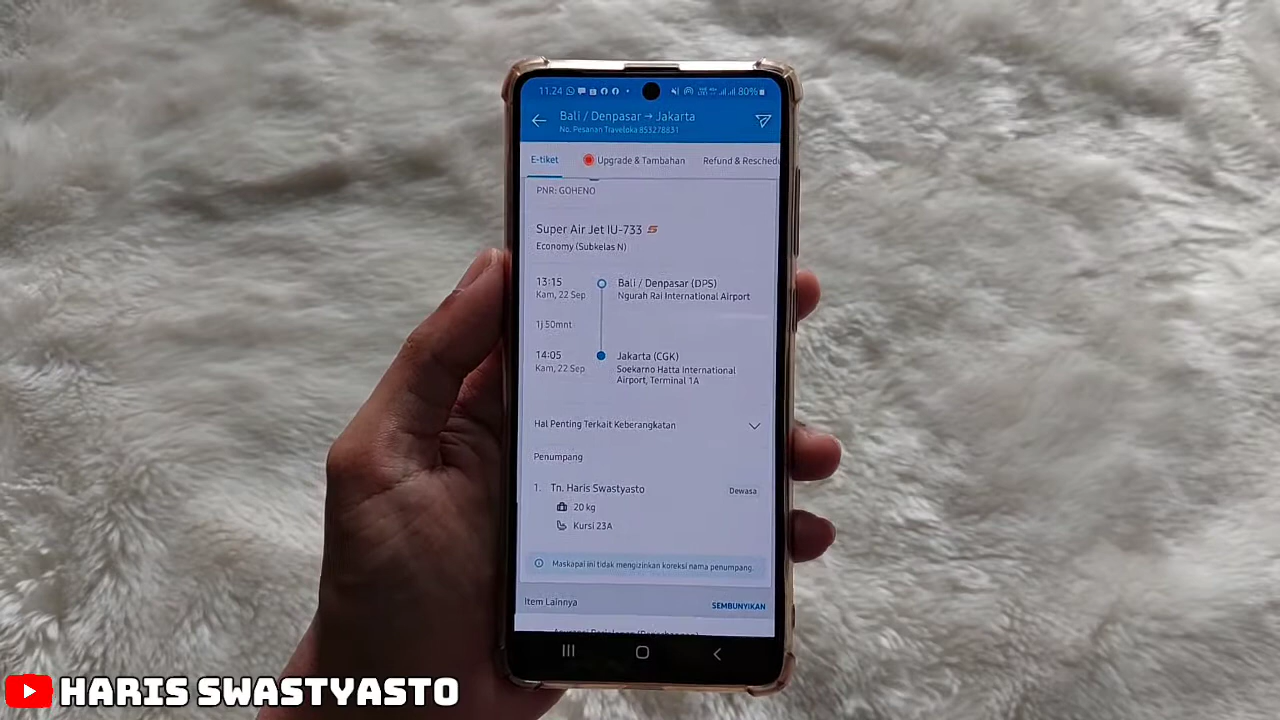 11.24
80%
Bali / Denpasar → Jakarta
No. Pesanan Traveloka 853278831
E-tiket
Upgrade & Tambahan
Refund & Reschedu
PNR: GOHENO
Super Air Jet IU-733
Economy (Subkelas N)
13:15 Bali / Denpasar (DPS)
Kam, 22 Sep Ngurah Rai International Airport
1j 50mnt
14:05 Jakarta (CGK)
Kam, 22 Sep Soekarno Hatta International
Airport, Terminal 1A
Hal Penting Terkait Keberangkatan
Penumpang
1. Tn. Haris Swastyasto Dewasa
20 kg
Kursi 23A
Maskapai ini tidak mengizinkan koreksi nama penumpang.
Item Lainnya SEMBUNYIKAN
HARIS SWASTYASTO